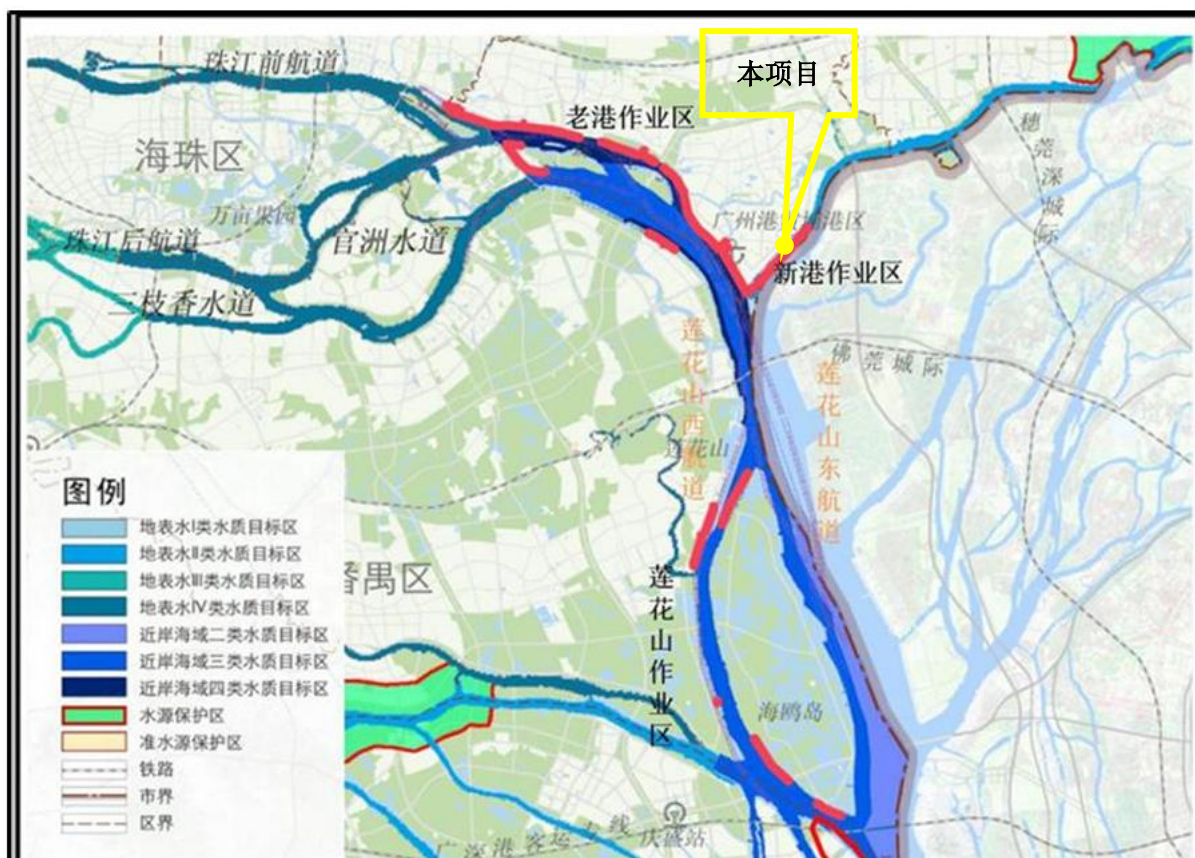 珠江前航道
本项目
老港作业区
海珠区
穗莞深城际
万亩果园
官洲水道
珠江后航道
新港作业区
三枝香水道
莲花山西航道
佛莞城际
莲花山东航道
莲花山
图例
地表水Ⅰ类水质目标区
地表水Ⅱ类水质目标区
地表水Ⅲ类水质目标区
地表水Ⅳ类水质目标区
近岸海域二类水质目标区
近岸海域三类水质目标区
近岸海域四类水质目标区
水源保护区
准水源保护区
铁路
市界
区界
番禺区
莲花山作业区
海鸥岛
广深港客运专线
庆盛站